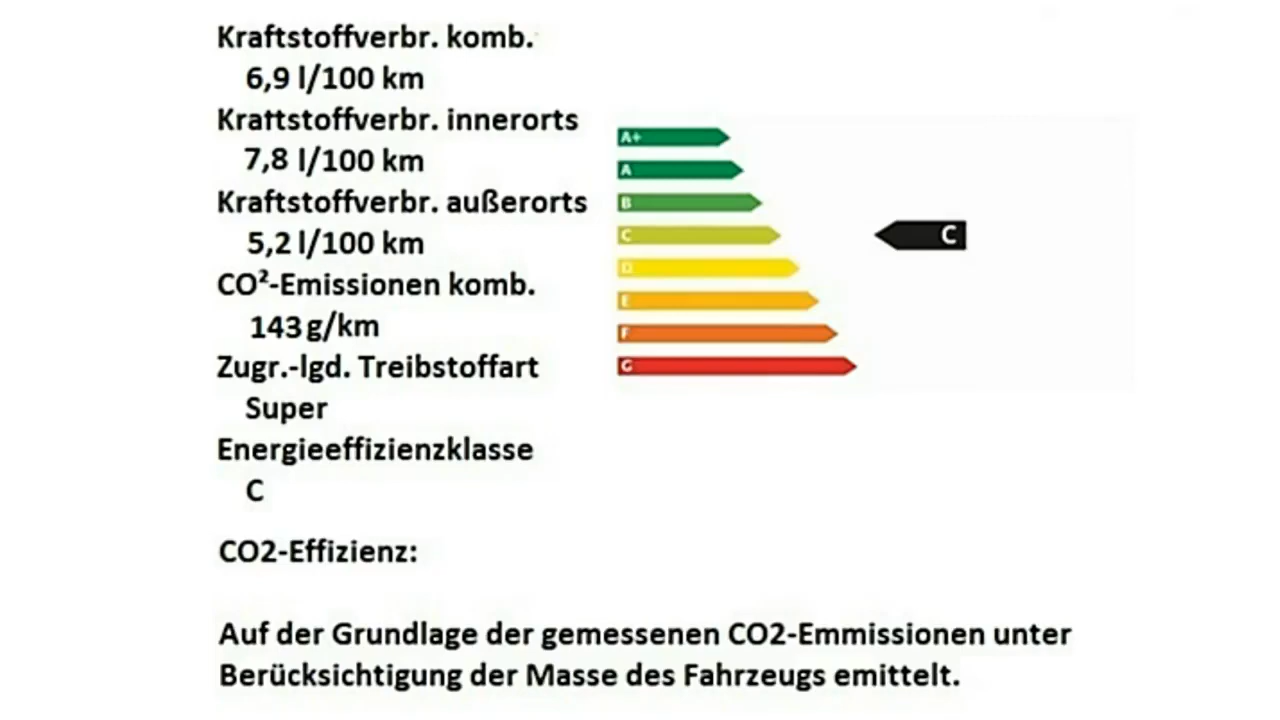 Kraftstoffverbr. komb.
6,9 l/100 km
Krattstoffverbr. innerorts
7,8 l/100 km
Kraftstoffverbr. außerorts
5,2 l/100 km
CO²-Emissionen komb.
143 g/km
Zugr.-lgd. Treibstoffart
Super
Energieeffizienzklasse
C
A+
A
B
C
D
E
F
G
C
CO2-Effizienz:
Auf der Grundlage der gemessenen CO2-Emmissionen unter
Berücksichtigung der Masse des Fahrzeugs emittelt.